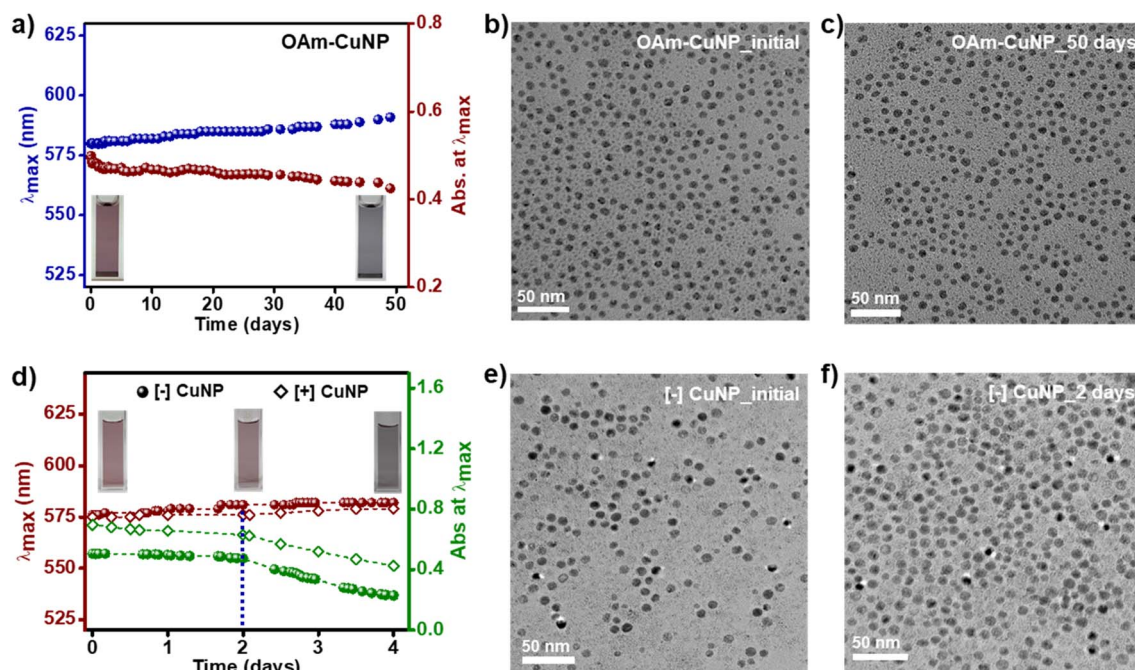 a)
OAm-CuNP
λmax (nm)
625
600
575
550
525
0.8
0.6
0.4
0.2
Abs. at λmax
0 10 20 30 40 50
Time (days)
b)
OAm-CuNP_initial
50 nm
c)
OAm-CuNP_50 days
50 nm
d)
[-] CuNP [+] CuNP
λmax (nm)
625
600
575
550
525
1.6
1.2
0.8
0.4
0.0
Abs at λmax
0 1 2 3 4
Time (days)
e)
[-] CuNP_initial
50 nm
f)
[-] CuNP_2 days
50 nm